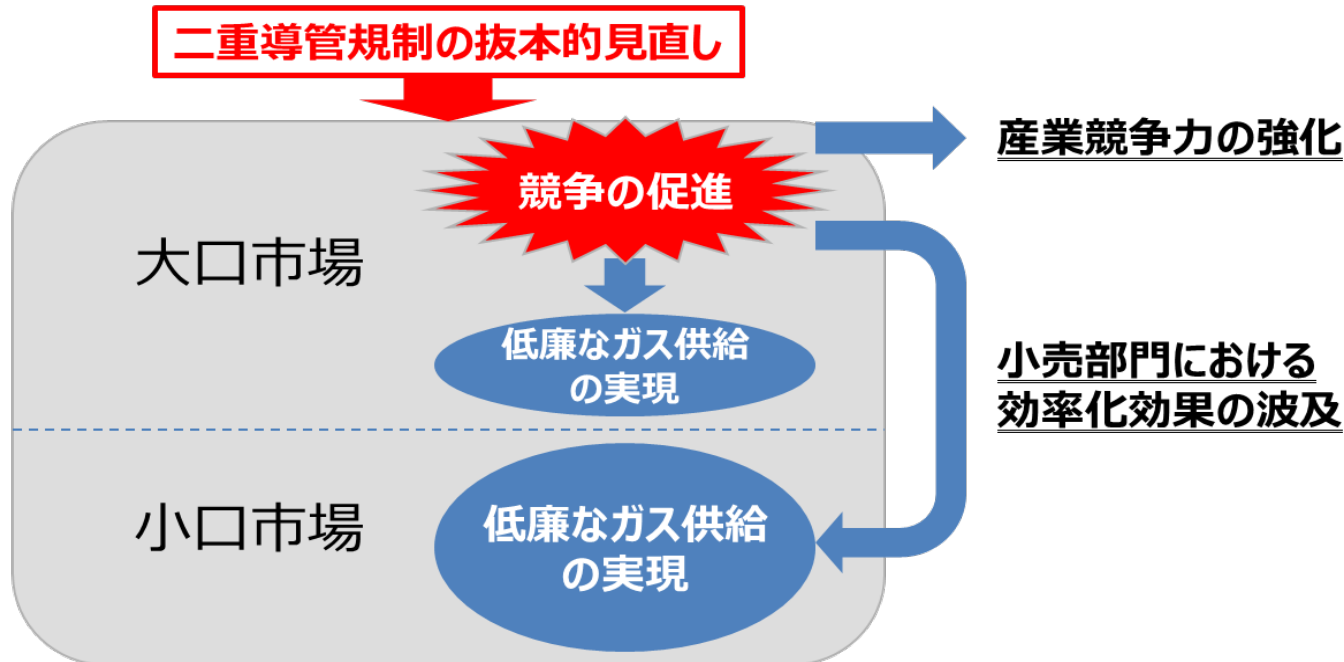 二重導管規制の抜本的見直し
競争の促進
産業競争力の強化
大口市場
低廉なガス供給
の実現
小売部門における
効率化効果の波及
小口市場
低廉なガス供給
の実現